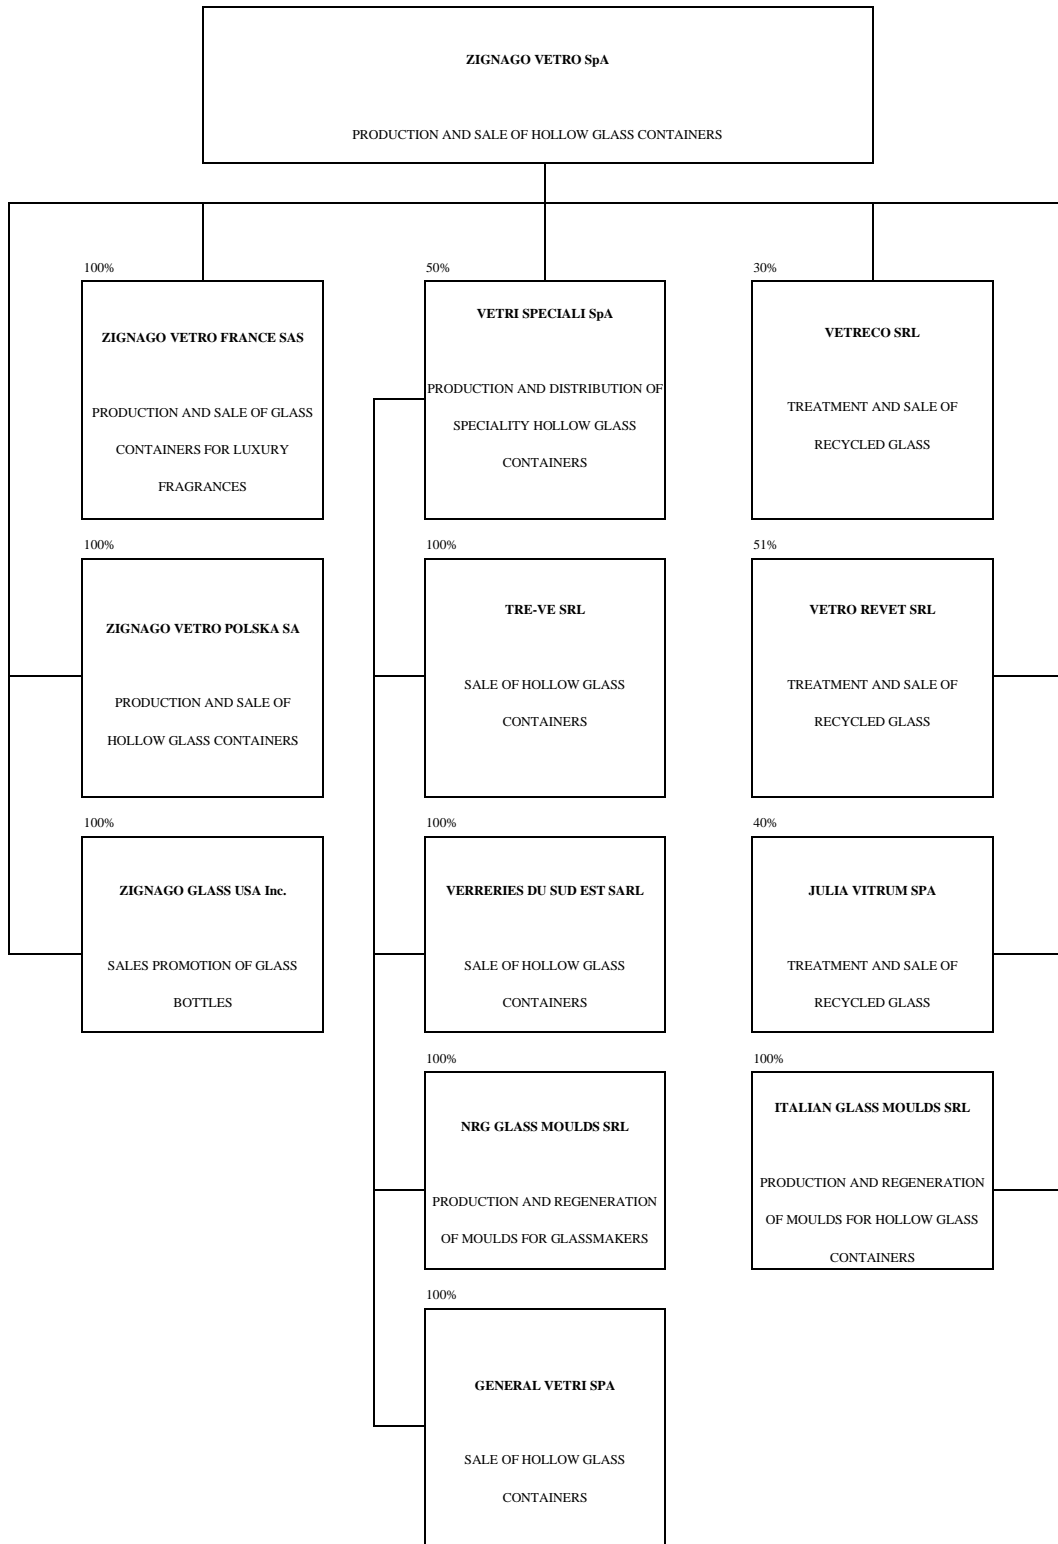 ZIGNAGO VETRO SpA
PRODUCTION AND SALE OF HOLLOW GLASS CONTAINERS
100%
ZIGNAGO VETRO FRANCE SAS
PRODUCTION AND SALE OF GLASS
CONTAINERS FOR LUXURY
FRAGRANCES
50%
VETRI SPECIALI SpA
PRODUCTION AND DISTRIBUTION OF
SPECIALITY HOLLOW GLASS
CONTAINERS
30%
VETRECO SRL
TREATMENT AND SALE OF
RECYCLED GLASS
100%
ZIGNAGO VETRO POLSKA SA
PRODUCTION AND SALE OF
HOLLOW GLASS CONTAINERS
100%
TRE-VE SRL
SALE OF HOLLOW GLASS
CONTAINERS
51%
VETRO REVET SRL
TREATMENT AND SALE OF
RECYCLED GLASS
100%
ZIGNAGO GLASS USA Inc.
SALES PROMOTION OF GLASS
BOTTLES
100%
VERRERIES DU SUD EST SARL
SALE OF HOLLOW GLASS
CONTAINERS
40%
JULIA VITRUM SPA
TREATMENT AND SALE OF
RECYCLED GLASS
100%
NRG GLASS MOULDS SRL
PRODUCTION AND REGENERATION
OF MOULDS FOR GLASSMAKERS
100%
ITALIAN GLASS MOULDS SRL
PRODUCTION AND REGENERATION
OF MOULDS FOR HOLLOW GLASS
CONTAINERS
100%
GENERAL VETRI SPA
SALE OF HOLLOW GLASS
CONTAINERS